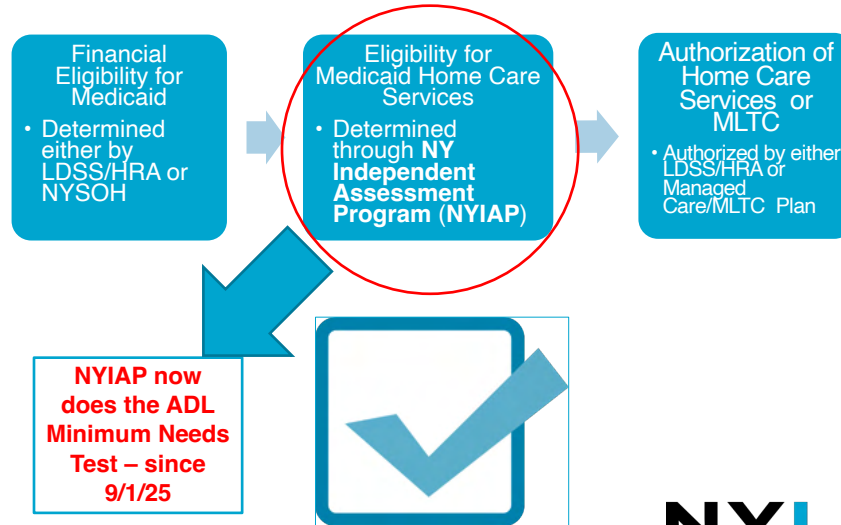 Financial
Eligibility for
Medicaid
• Determined
either by
LDSS/HRA or
NYSOH
Eligibility for
Medicaid Home Care
Services
• Determined
through NY
Independent
Assessment
Program (NYIAP)
Authorization of
Home Care
Services or
MLTC
• Authorized by either
LDSS/HRA or
Managed
Care/MLTC Plan
NYIAP now
does the ADL
Minimum Needs
Test – since
9/1/25